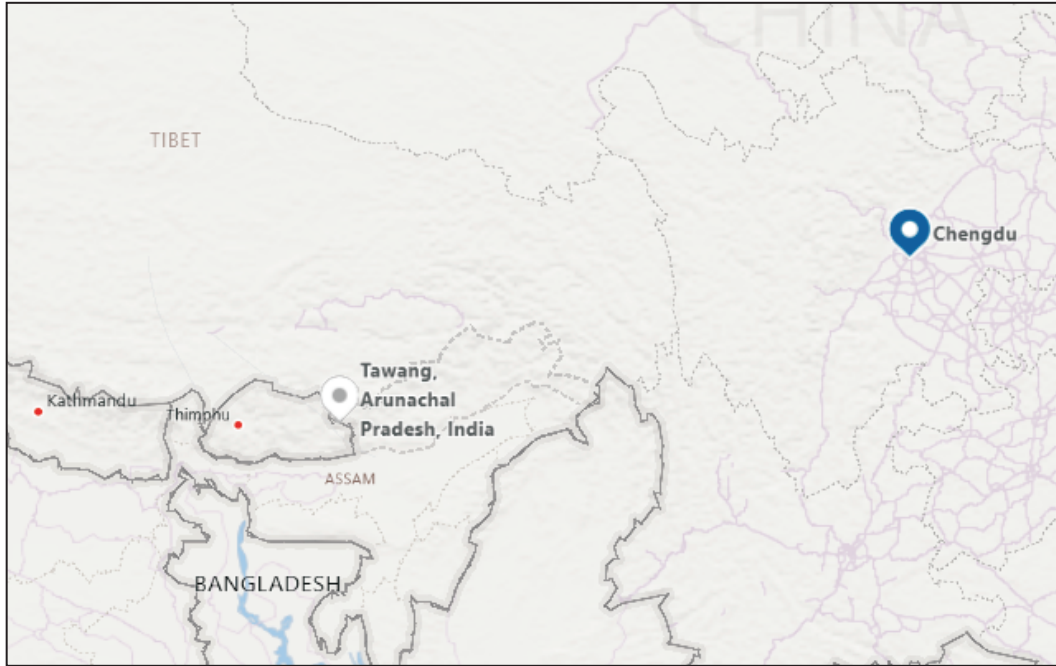 CHINA
TIBET
Chengdu
Tawang,
Arunachal
Pradesh, India
Kathmandu
Thimphu
ASSAM
BANGLADESH